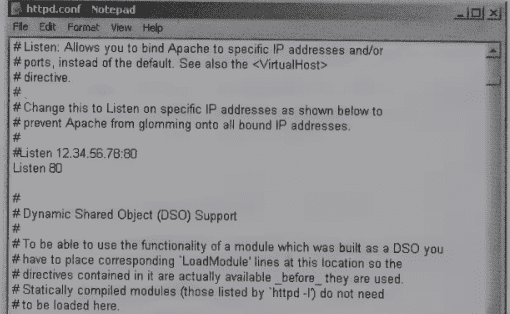 httpd.conf Notepad
File Edit Format View Help
# Listen: Allows you to bind Apache to specific IP addresses and/or
# ports, instead of the default. See also the <VirtualHost>
# directive.
#
# Change this to Listen on specific IP addresses as shown below to
# prevent Apache from glomming onto all bound IP addresses.
#
#Listen 12.34.56.78:80
Listen 80
#
# Dynamic Shared Object (DSO) Support
#
# To be able to use the functionality of a module which was built as a DSO you
# have to place corresponding `LoadModule' lines at this location so the
# directives contained in it are actually available _before_ they are used.
# Statically compiled modules (those listed by `httpd -l') do not need
# to be loaded here.